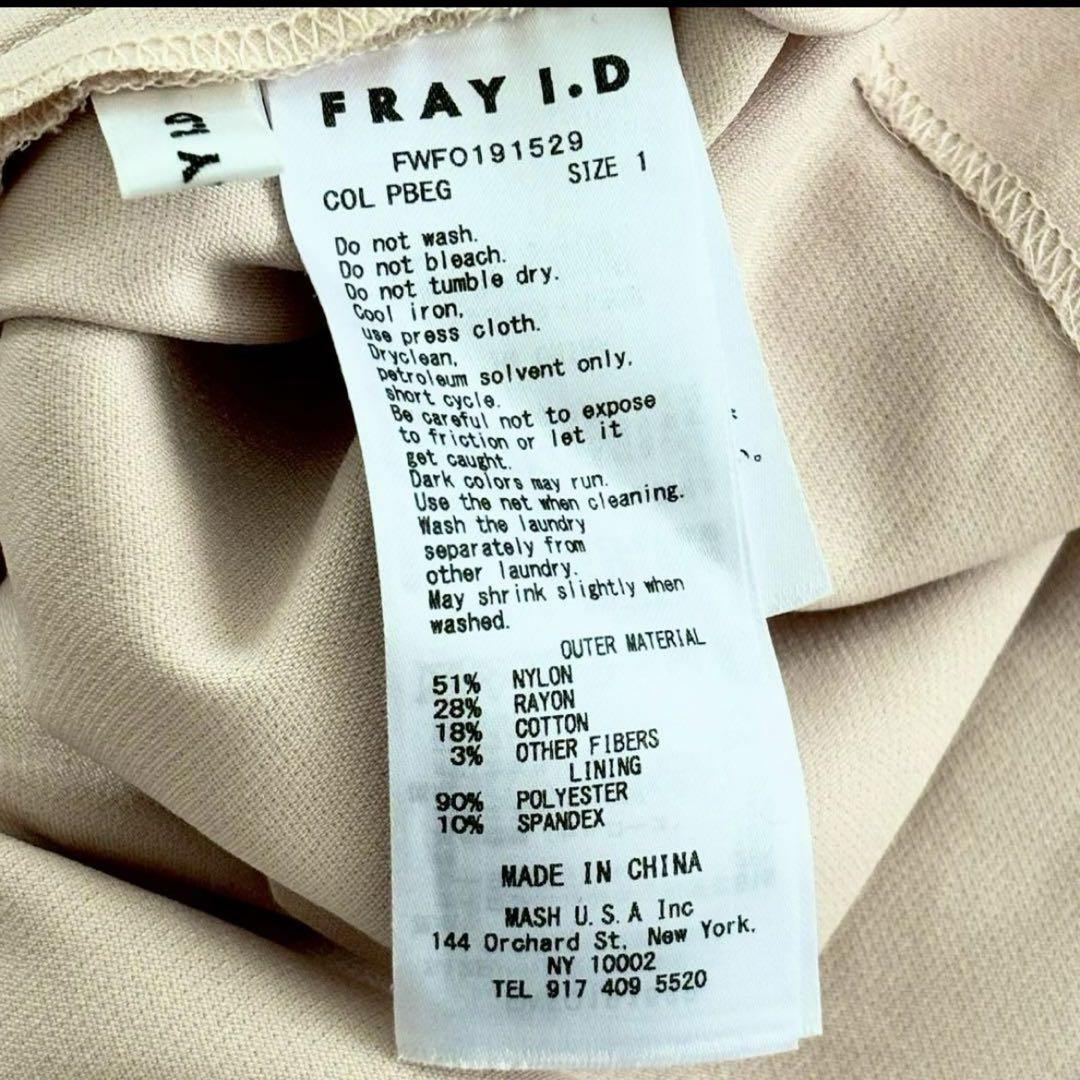 FRAY I.D
FWFO191529
COL PBEG SIZE 1
Do not wash.
Do not bleach.
Do not tumble dry.
Cool iron,
use press cloth.
Dryclean,
petroleum solvent only.
short cycle.
Be careful not to expose
to friction or let it
get caught.
Dark colors may run.
Use the net when cleaning.
Wash the laundry
separately from
other laundry.
May shrink slightly when
washed.
OUTER MATERIAL
51% NYLON
28% RAYON
18% COTTON
3% OTHER FIBERS
LINING
90% POLYESTER
10% SPANDEX
MADE IN CHINA
MASH U.S.A Inc
144 Orchard St, New York.
NY 10002
TEL 917 409 5520